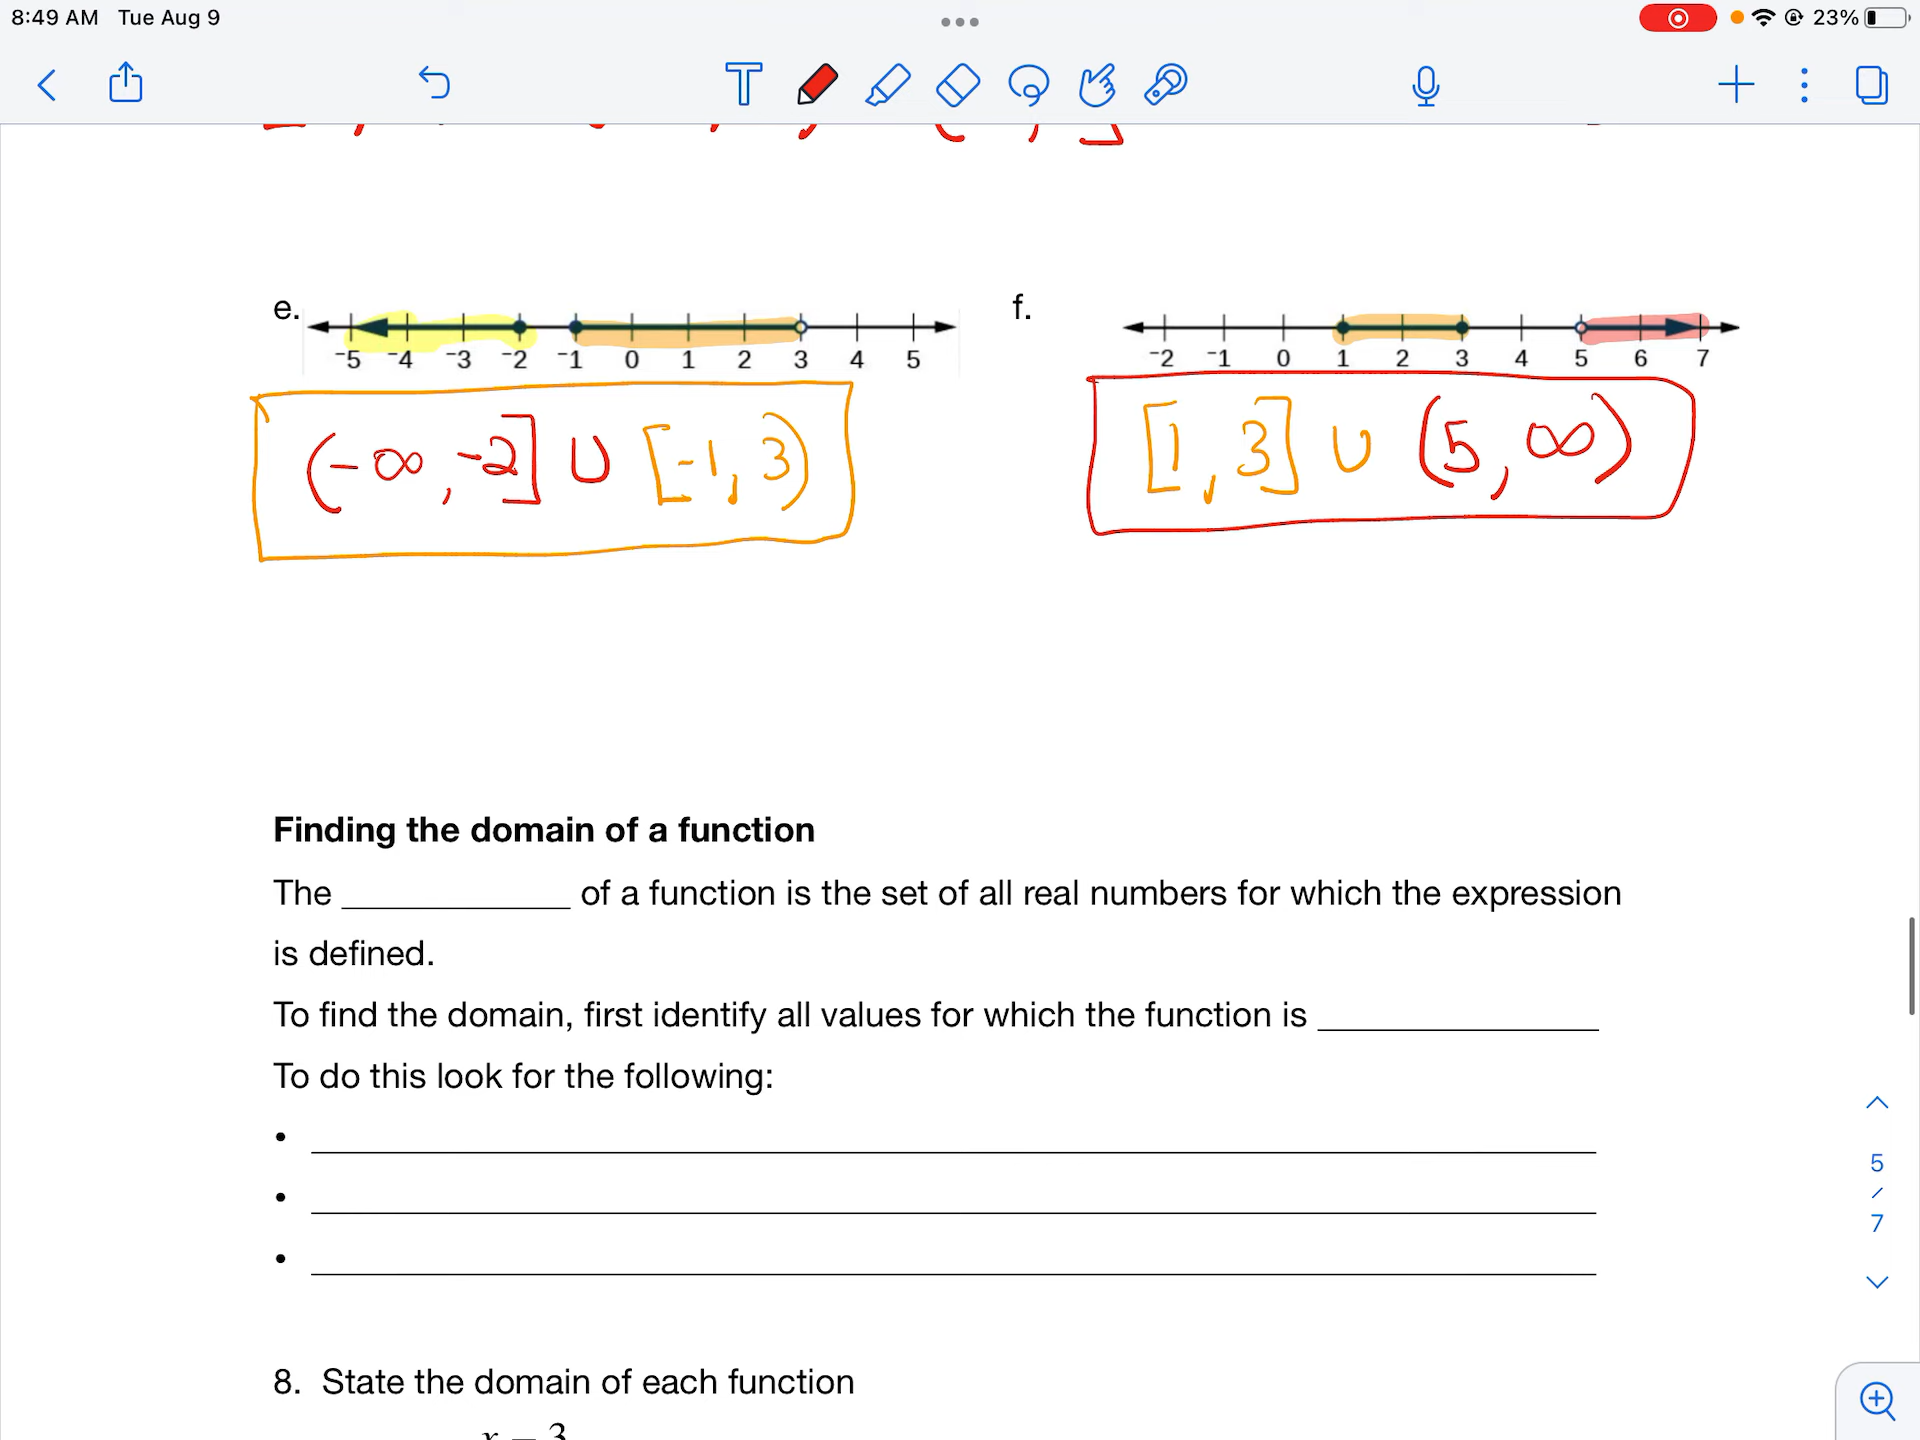 8:49 AM Tue Aug 9
23%
e.
-5 -4 -3 -2 -1 0 1 2 3 4 5
(-∞, -2] ∪ [-1, 3)
f.
-2 -1 0 1 2 3 4 5 6 7
[1, 3] ∪ (5, ∞)
Finding the domain of a function
The ____________ of a function is the set of all real numbers for which the expression
is defined.
To find the domain, first identify all values for which the function is _______________
To do this look for the following:
•
•
•
8. State the domain of each function
x - 3
5
/
7